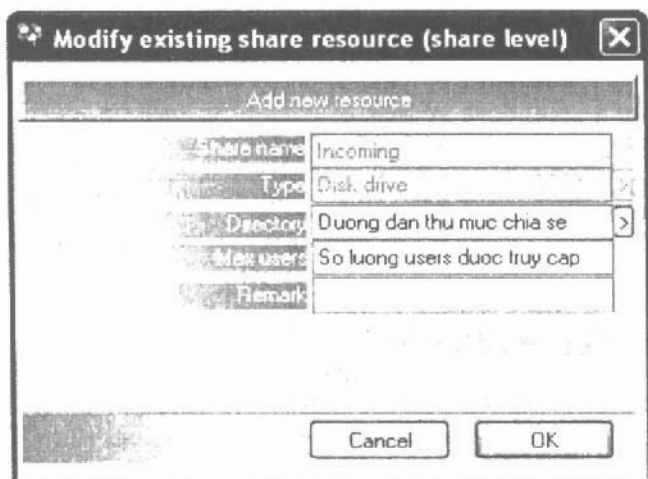 Modify existing share resource (share level)
Add new resource
Share name Incoming
Type Disk drive
Directory Duong dan thu muc chia se >
Max users So luong users duoc truy cap
Remark
Cancel OK